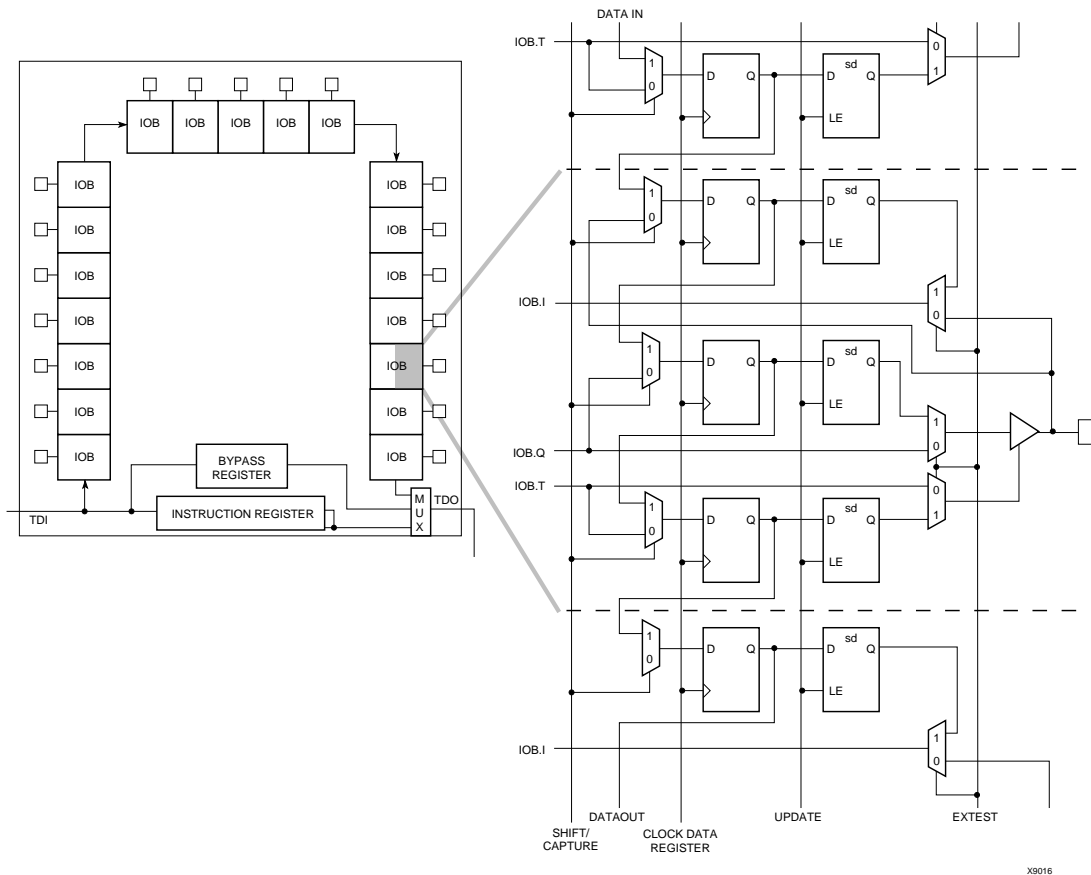 DATA IN
IOB.T
1
0
D Q
D sd Q
LE
0
1
IOB IOB IOB IOB IOB
IOB
IOB
IOB
IOB
IOB
IOB
IOB
IOB
IOB
IOB
IOB
IOB
IOB
IOB
BYPASS
REGISTER
INSTRUCTION REGISTER
TDI
M
U
X
TDO
1
0
D Q
D sd Q
LE
IOB.I
1
0
1
0
D Q
D sd Q
LE
1
0
IOB.Q
IOB.T
0
1
1
0
D Q
D sd Q
LE
1
0
D Q
D sd Q
LE
IOB.I
1
0
DATAOUT
UPDATE
EXTEST
SHIFT/
CAPTURE
CLOCK DATA
REGISTER
X9016